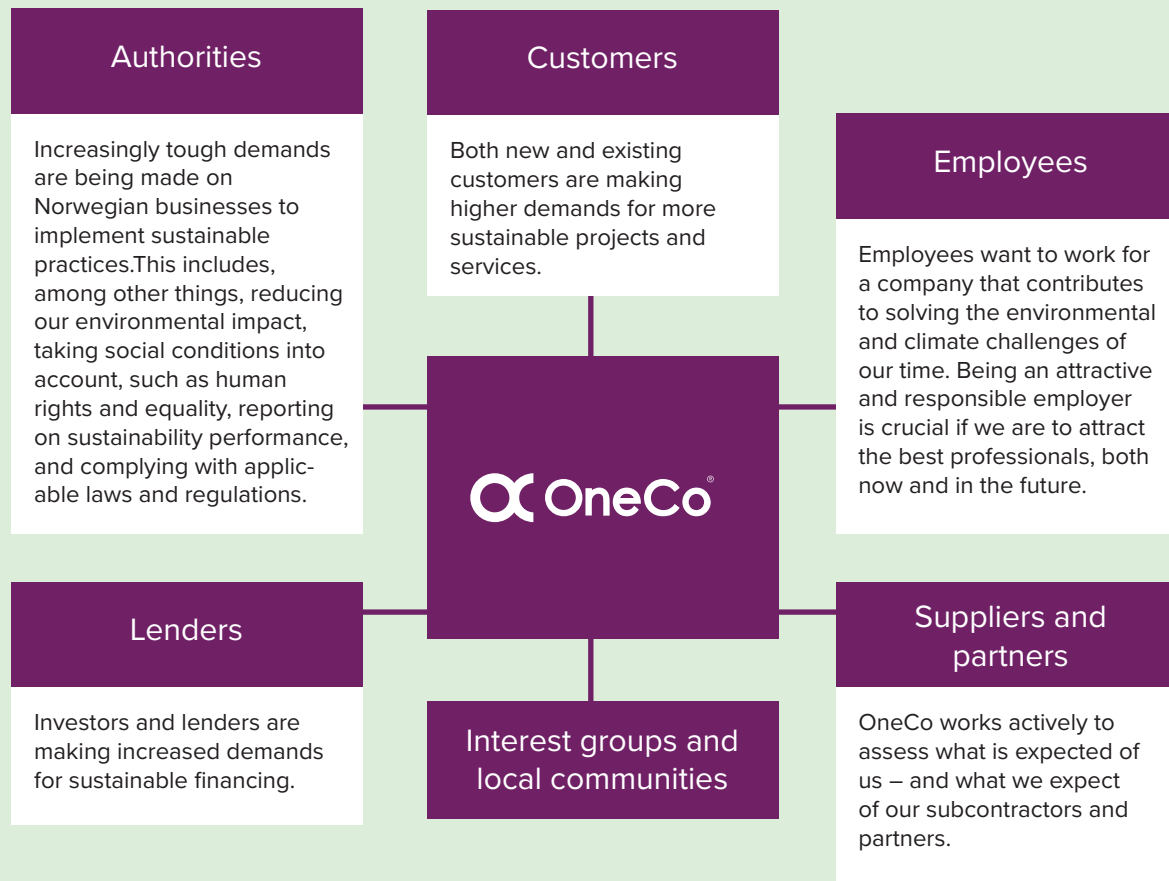 Authorities
Increasingly tough demands
are being made on
Norwegian businesses to
implement sustainable
practices.This includes,
among other things, reducing
our environmental impact,
taking social conditions into
account, such as human
rights and equality, reporting
on sustainability performance,
and complying with applic-
able laws and regulations.
Customers
Both new and existing
customers are making
higher demands for more
sustainable projects and
services.
Employees
Employees want to work for
a company that contributes
to solving the environmental
and climate challenges of
our time. Being an attractive
and responsible employer
is crucial if we are to attract
the best professionals, both
now and in the future.
OneCo®
Lenders
Investors and lenders are
making increased demands
for sustainable financing.
Interest groups and
local communities
Suppliers and
partners
OneCo works actively to
assess what is expected of
us – and what we expect
of our subcontractors and
partners.